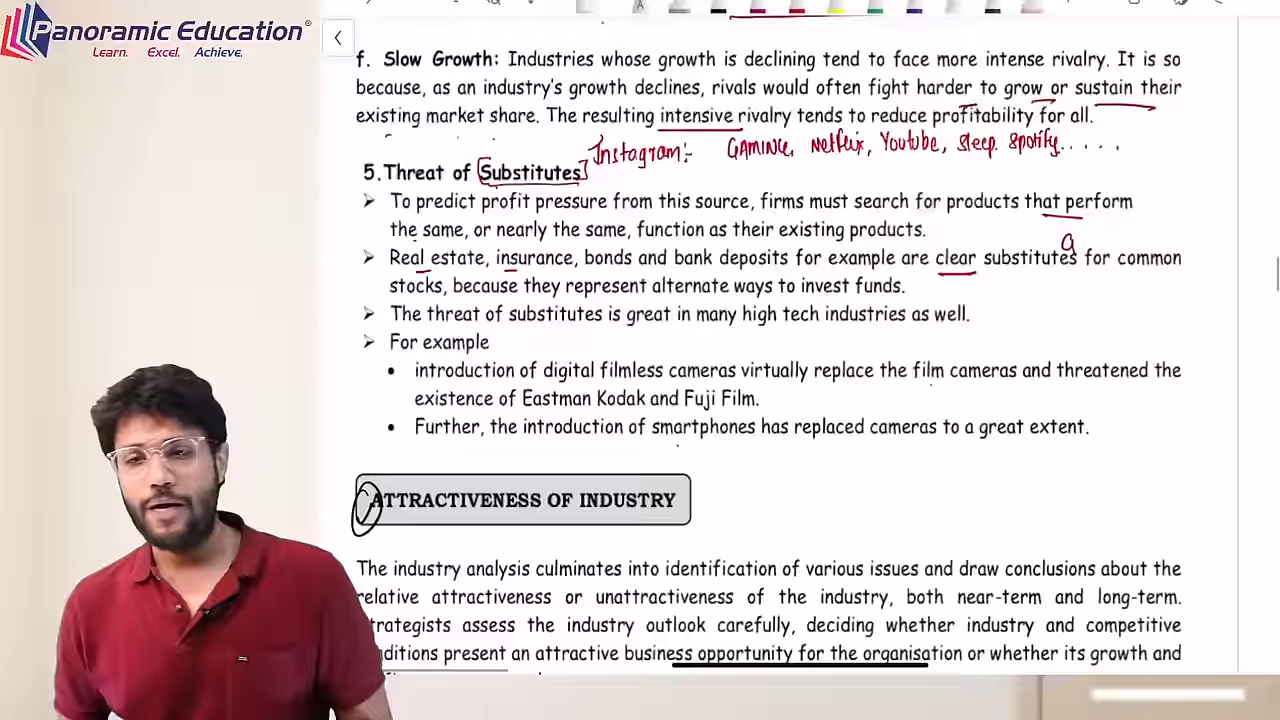 Panoramic Education®
Learn. Excel. Achieve.
f. Slow Growth: Industries whose growth is declining tend to face more intense rivalry. It is so
because, as an industry's growth declines, rivals would often fight harder to grow or sustain their
existing market share. The resulting intensive rivalry tends to reduce profitability for all.
Instagram:- GAMING, Netflix, Youtube, Sleep Spotify.....
5. Threat of [Substitutes]
➤ To predict profit pressure from this source, firms must search for products that perform
the same, or nearly the same, function as their existing products.
➤ Real estate, insurance, bonds and bank deposits for example are clear substitutes for common
stocks, because they represent alternate ways to invest funds.
➤ The threat of substitutes is great in many high tech industries as well.
➤ For example
• introduction of digital filmless cameras virtually replace the film cameras and threatened the
existence of Eastman Kodak and Fuji Film.
• Further, the introduction of smartphones has replaced cameras to a great extent.
ATTRACTIVENESS OF INDUSTRY
The industry analysis culminates into identification of various issues and draw conclusions about the
relative attractiveness or unattractiveness of the industry, both near-term and long-term.
trategists assess the industry outlook carefully, deciding whether industry and competitive
nditions present an attractive business opportunity for the organisation or whether its growth and